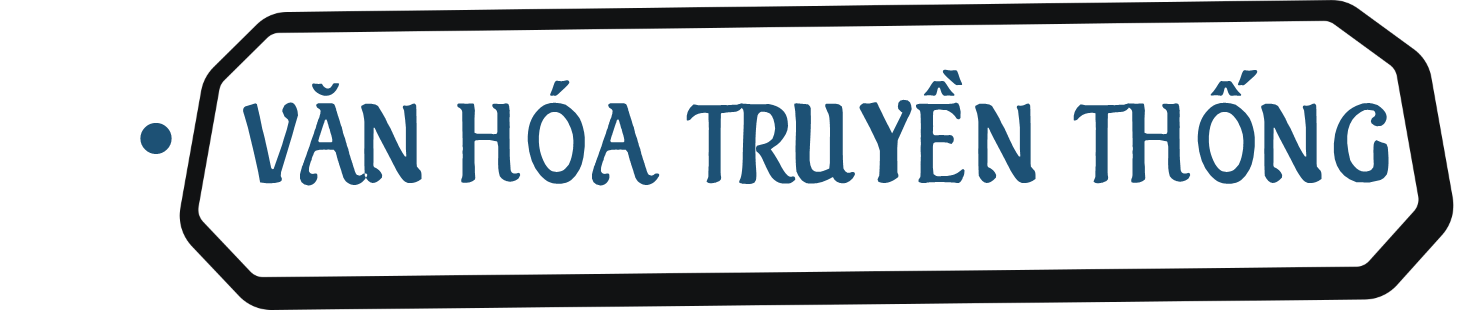 • VĂN HÓA TRUYỀN THỐNG